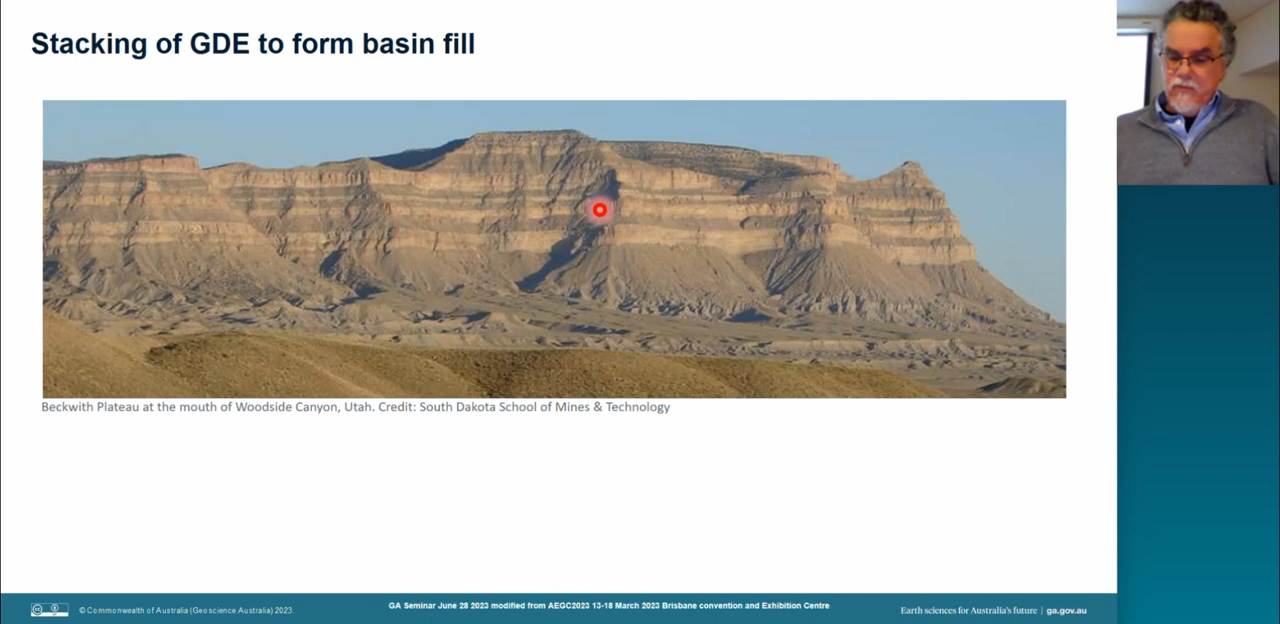 Stacking of GDE to form basin fill
Beckwith Plateau at the mouth of Woodside Canyon, Utah. Credit: South Dakota School of Mines & Technology
© Commonwealth of Australia (Geoscience Australia) 2023.
GA Seminar June 28 2023 modified from AEGC2023 13-18 March 2023 Brisbane convention and Exhibition Centre
Earth sciences for Australia's future | ga.gov.au